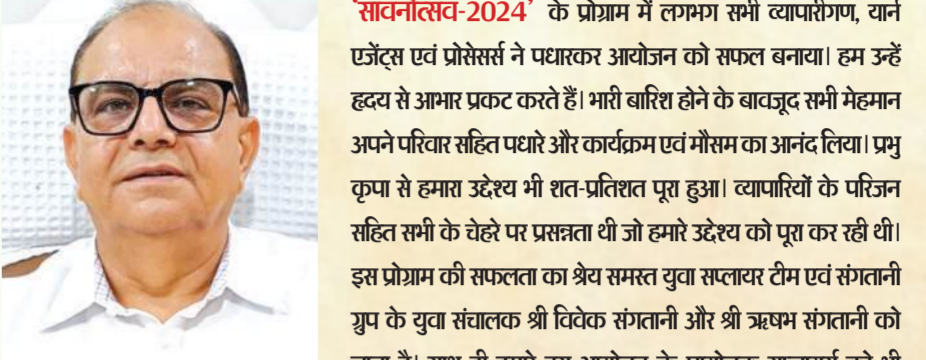 'सावनोत्सव-2024' के प्रोग्राम में लगभग सभी व्यापारीगण, यार्न
एजेंट्स एवं प्रोसेसर्स ने पधारकर आयोजन को सफल बनाया। हम उन्हें
हृदय से आभार प्रकट करते हैं। भारी बारिश होने के बावजूद सभी मेहमान
अपने परिवार सहित पधारे और कार्यक्रम एवं मौसम का आनंद लिया। प्रभु
कृपा से हमारा उद्देश्य भी शत-प्रतिशत पूरा हुआ। व्यापारियों के परिजन
सहित सभी के चेहरे पर प्रसन्नता थी जो हमारे उद्देश्य को पूरा कर रही थी।
इस प्रोग्राम की सफलता का श्रेय समस्त युवा सप्लायर टीम एवं संगतानी
ग्रुप के युवा संचालक श्री विवेक संगतानी और श्री ऋषभ संगतानी को